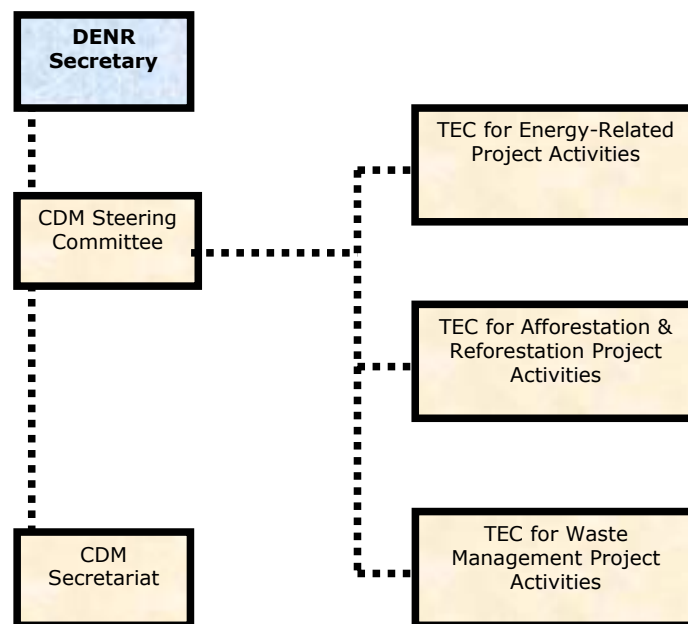 DENR
Secretary
TEC for Energy-Related
Project Activities
CDM Steering
Committee
TEC for Afforestation &
Reforestation Project
Activities
CDM
Secretariat
TEC for Waste
Management Project
Activities